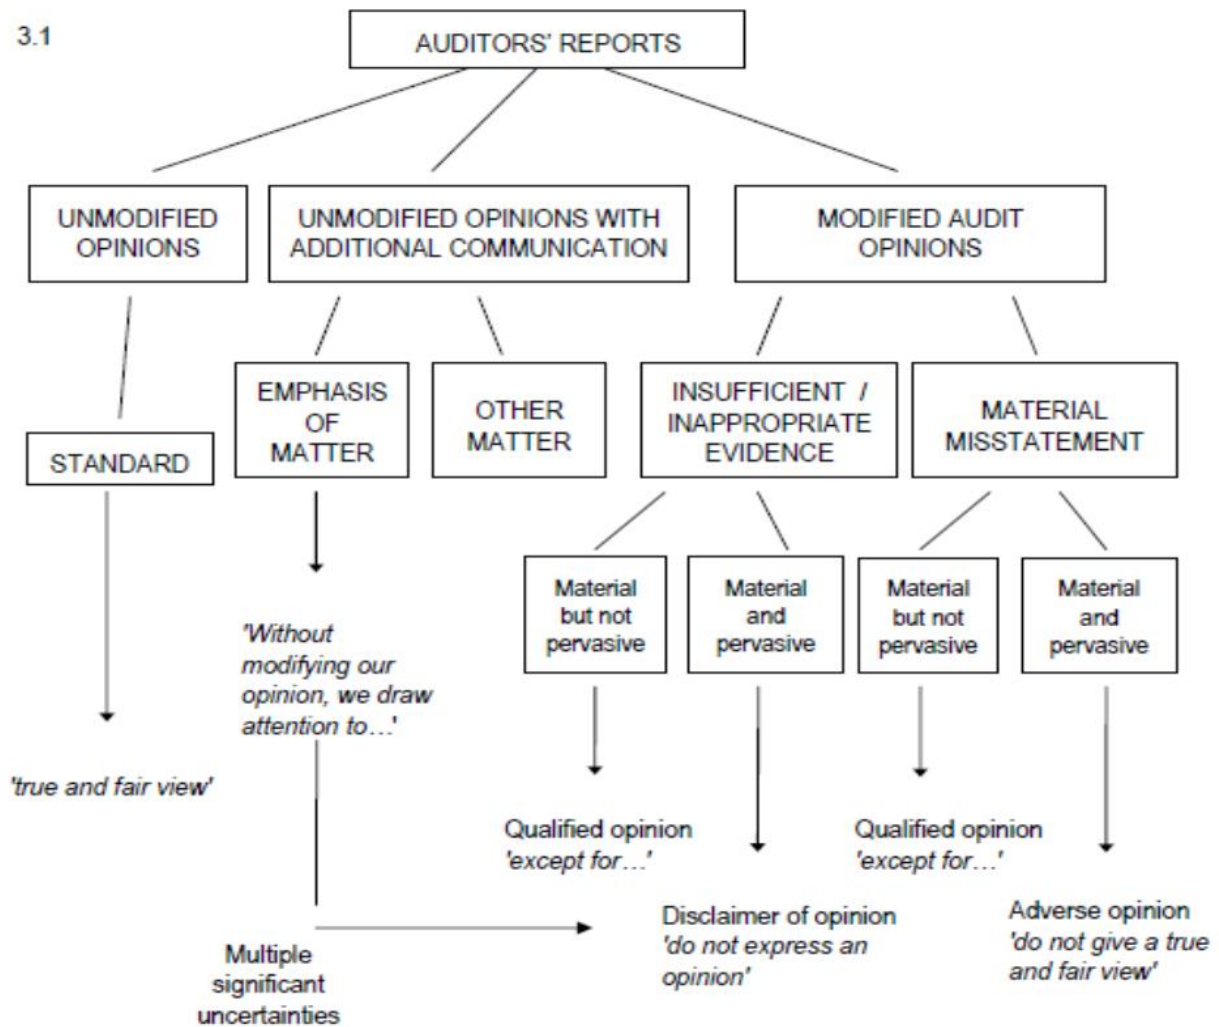 3.1
AUDITORS' REPORTS
UNMODIFIED
OPINIONS
UNMODIFIED OPINIONS WITH
ADDITIONAL COMMUNICATION
MODIFIED AUDIT
OPINIONS
STANDARD
EMPHASIS
OF
MATTER
OTHER
MATTER
INSUFFICIENT /
INAPPROPRIATE
EVIDENCE
MATERIAL
MISSTATEMENT
Material
but not
pervasive
Material
and
pervasive
Material
but not
pervasive
Material
and
pervasive
'Without
modifying our
opinion, we draw
attention to…'
'true and fair view'
Qualified opinion
'except for…'
Qualified opinion
'except for…'
Disclaimer of opinion
'do not express an
opinion'
Adverse opinion
'do not give a true
and fair view'
Multiple
significant
uncertainties